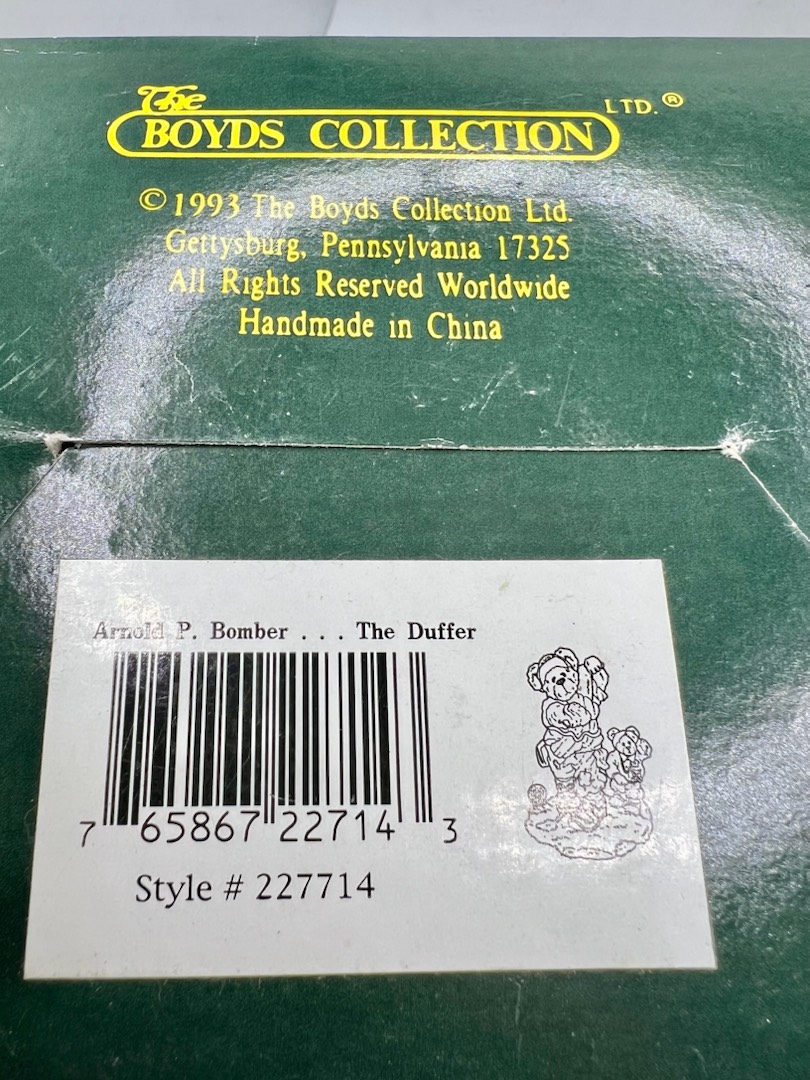 The
BOYDS COLLECTION LTD.®
© 1993 The Boyds Collection Ltd.
Gettysburg, Pennsylvania 17325
All Rights Reserved Worldwide
Handmade in China
Arnold P. Bomber . . . The Duffer
7 65867 22714 3
Style # 227714